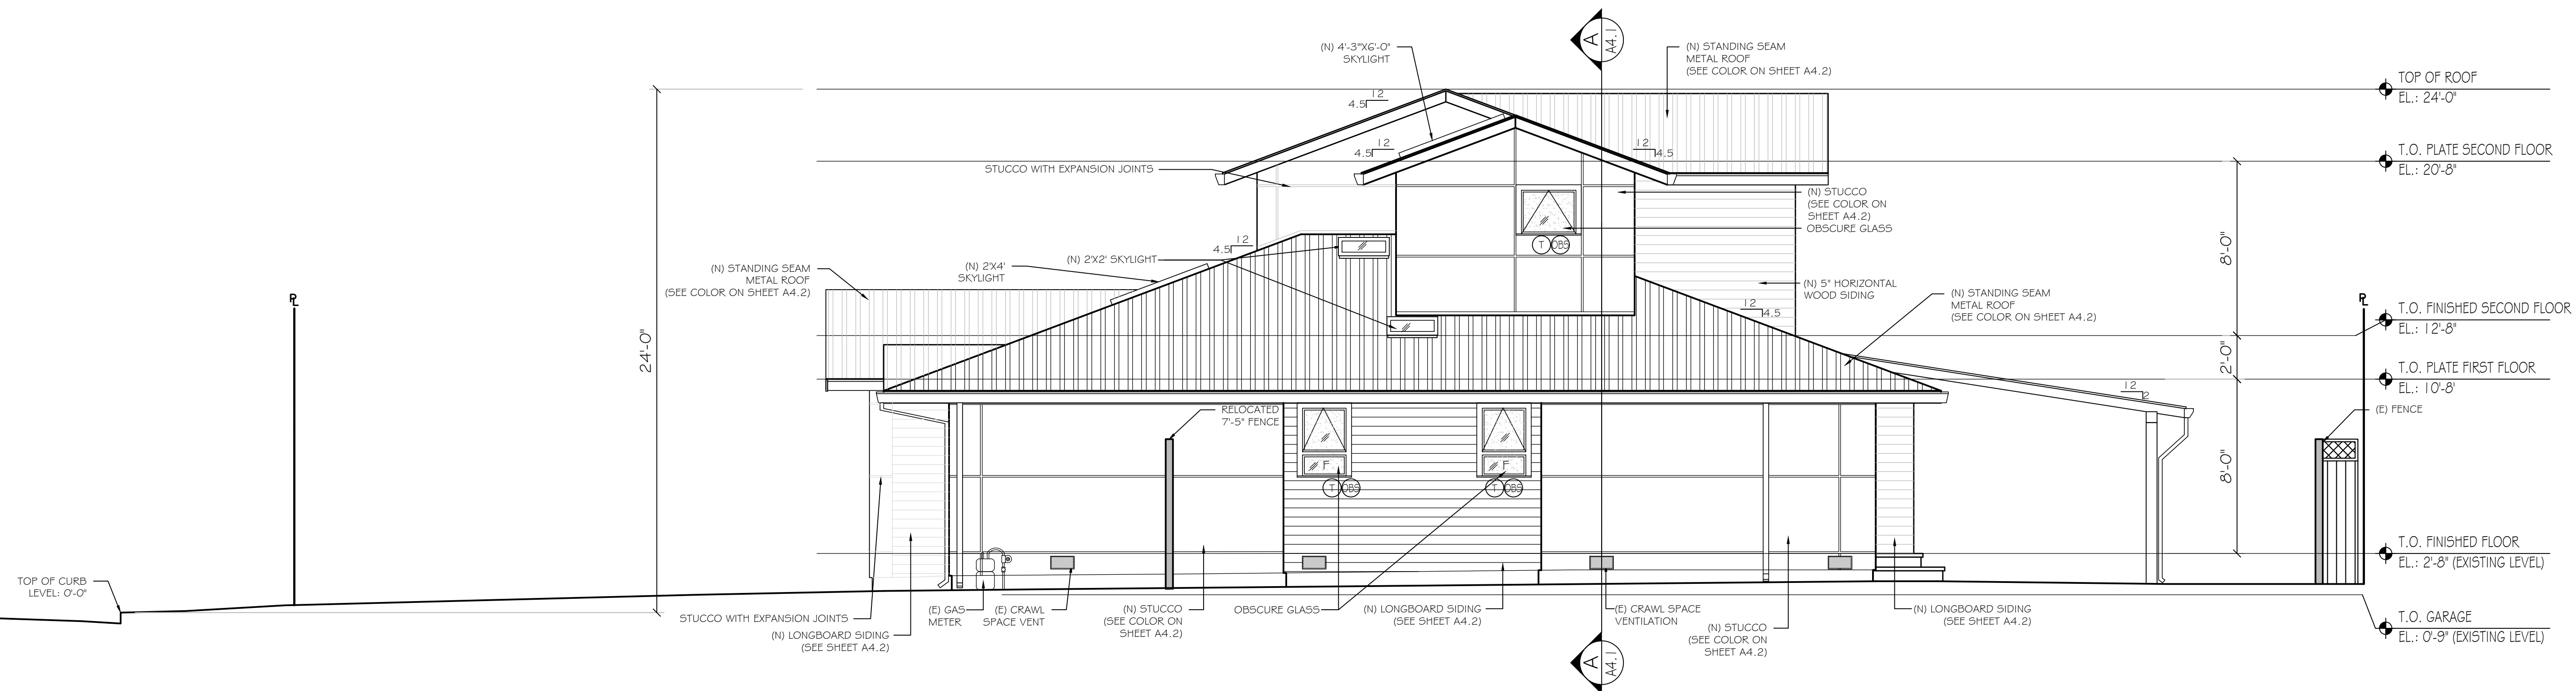 A
A4.1
(N) 4'-3"X6'-0"
SKYLIGHT
(N) STANDING SEAM
METAL ROOF
(SEE COLOR ON SHEET A4.2)
TOP OF ROOF
EL.: 24'-0"
12
4.5
12
4.5
12
4.5
T.O. PLATE SECOND FLOOR
EL.: 20'-8"
STUCCO WITH EXPANSION JOINTS
(N) STUCCO
(SEE COLOR ON
SHEET A4.2)
OBSCURE GLASS
T
OBS
8'-0"
12
4.5
(N) 2'X2' SKYLIGHT
(N) 2'X4'
SKYLIGHT
(N) STANDING SEAM
METAL ROOF
(SEE COLOR ON SHEET A4.2)
(N) 5" HORIZONTAL
WOOD SIDING
(N) STANDING SEAM
METAL ROOF
(SEE COLOR ON SHEET A4.2)
PL
PL
12
4.5
T.O. FINISHED SECOND FLOOR
EL.: 12'-8"
24'-0"
2'-0"
T.O. PLATE FIRST FLOOR
EL.: 10'-8'
12
2
RELOCATED
7'-5" FENCE
(E) FENCE
F
F
T
OBS
T
OBS
8'-0"
T.O. FINISHED FLOOR
EL.: 2'-8" (EXISTING LEVEL)
TOP OF CURB
LEVEL: 0'-0"
STUCCO WITH EXPANSION JOINTS
(N) LONGBOARD SIDING
(SEE SHEET A4.2)
(E) GAS
METER
(E) CRAWL
SPACE VENT
(N) STUCCO
(SEE COLOR ON
SHEET A4.2)
OBSCURE GLASS
(N) LONGBOARD SIDING
(SEE SHEET A4.2)
(E) CRAWL SPACE
VENTILATION
(N) STUCCO
(SEE COLOR ON
SHEET A4.2)
(N) LONGBOARD SIDING
(SEE SHEET A4.2)
T.O. GARAGE
EL.: 0'-9" (EXISTING LEVEL)
A
A4.1